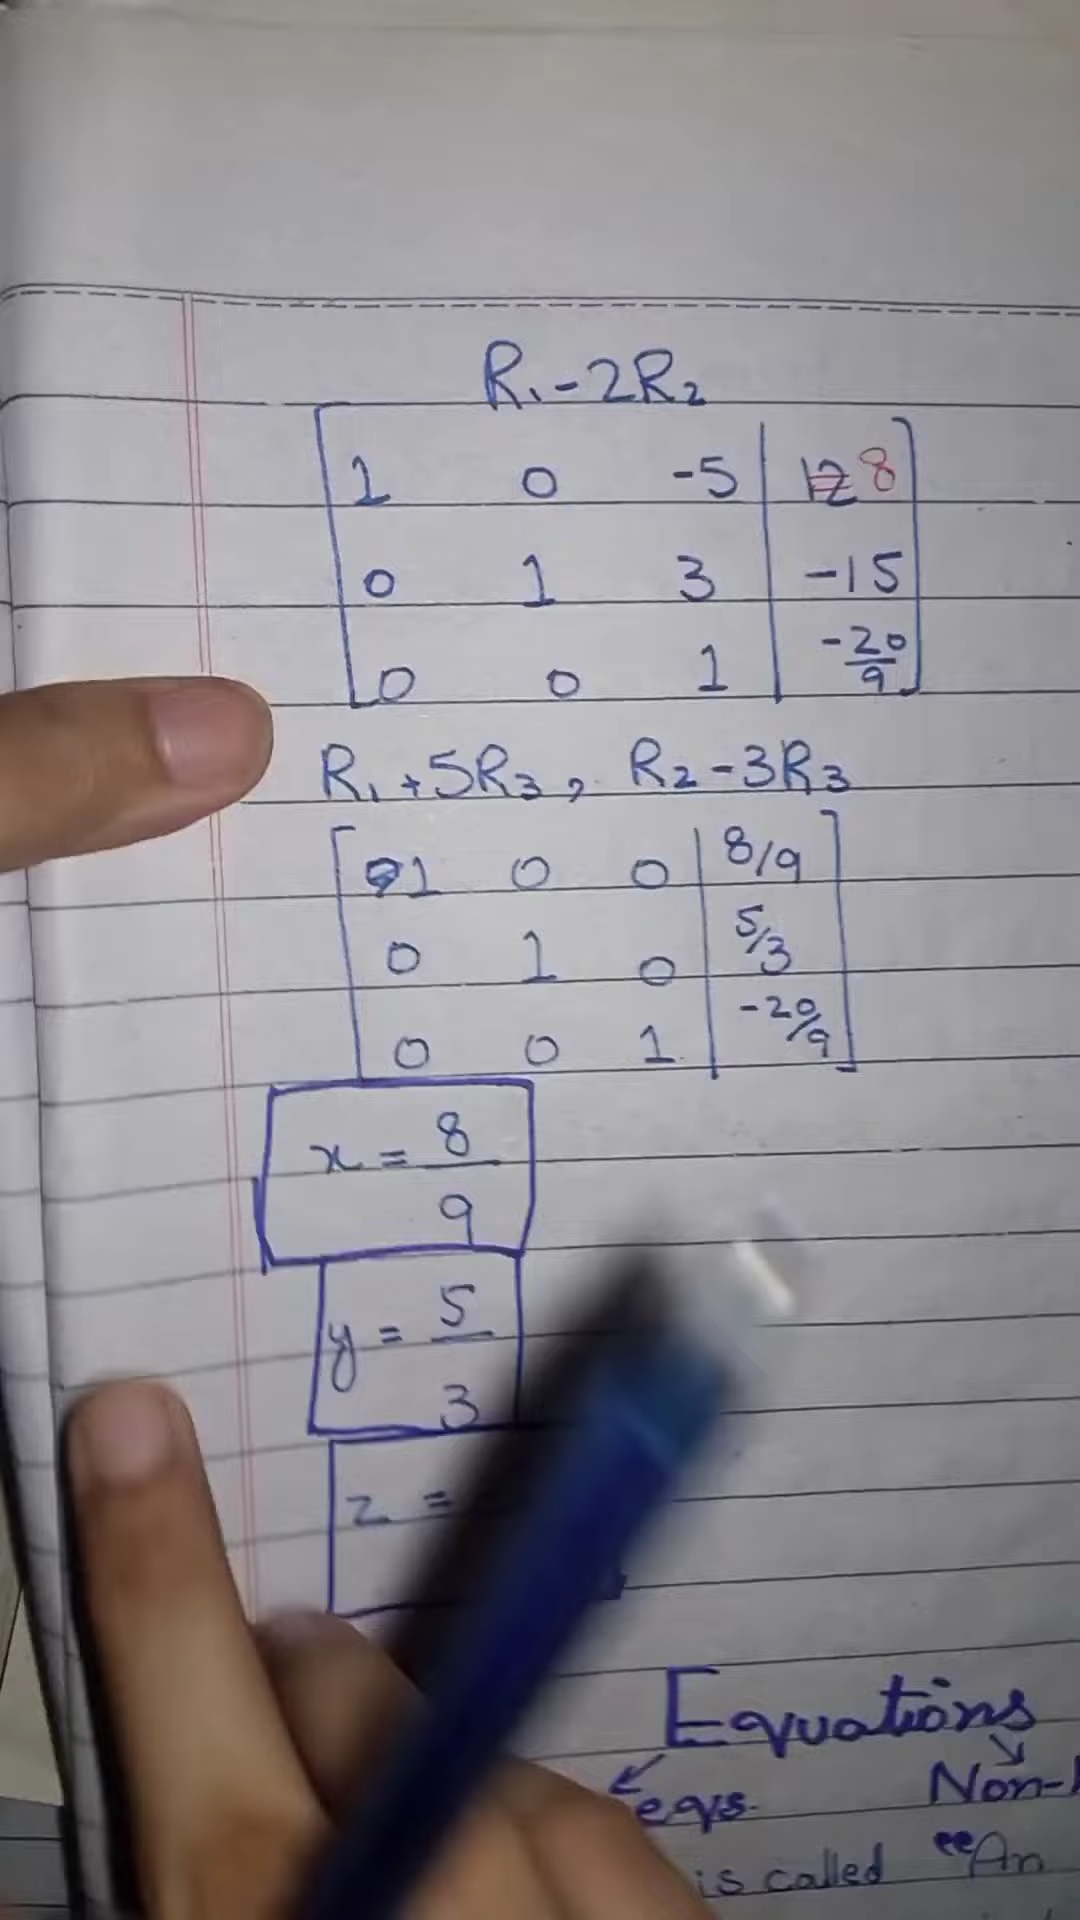 R₁-2R₂
1 0 -5 | 12 8
0 1 3 | -15
0 0 1 | -20/9
R₁+5R₃, R₂-3R₃
1 0 0 | 8/9
0 1 0 | 5/3
0 0 1 | -20/9
x = 8/9
y = 5/3
z =
Equations
eqs. Non-
is called "An